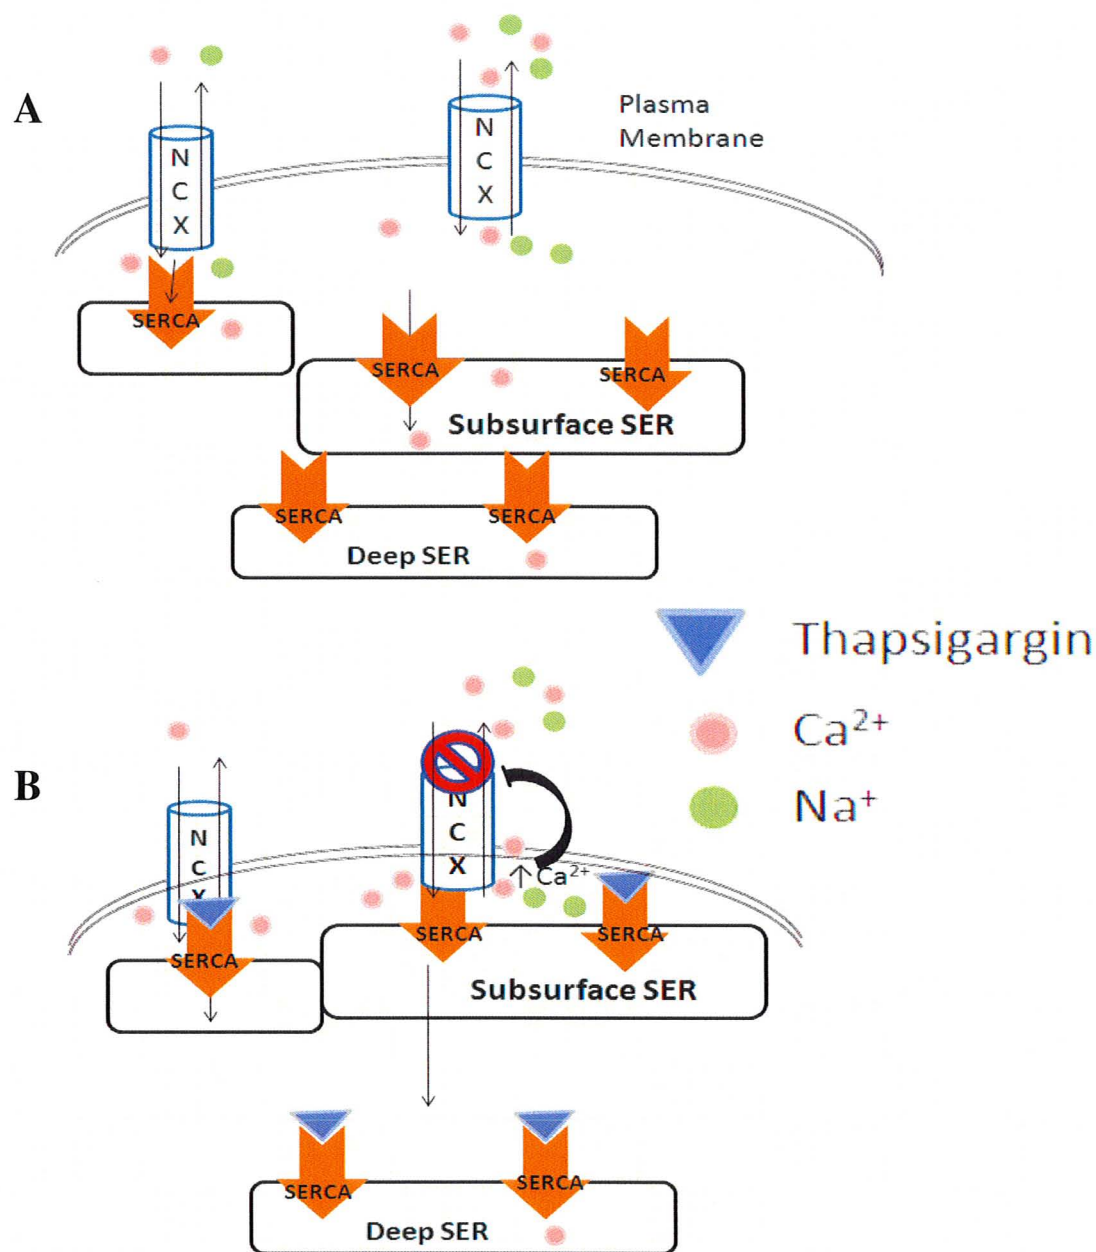 A
Plasma
Membrane
N
C
X
N
C
X
SERCA
SERCA
SERCA
Subsurface SER
SERCA
SERCA
Deep SER
Thapsigargin
Ca²⁺
Na⁺
B
N
C
X
N
C
X
↑ Ca²⁺
SERCA
SERCA
SERCA
Subsurface SER
SERCA
SERCA
Deep SER